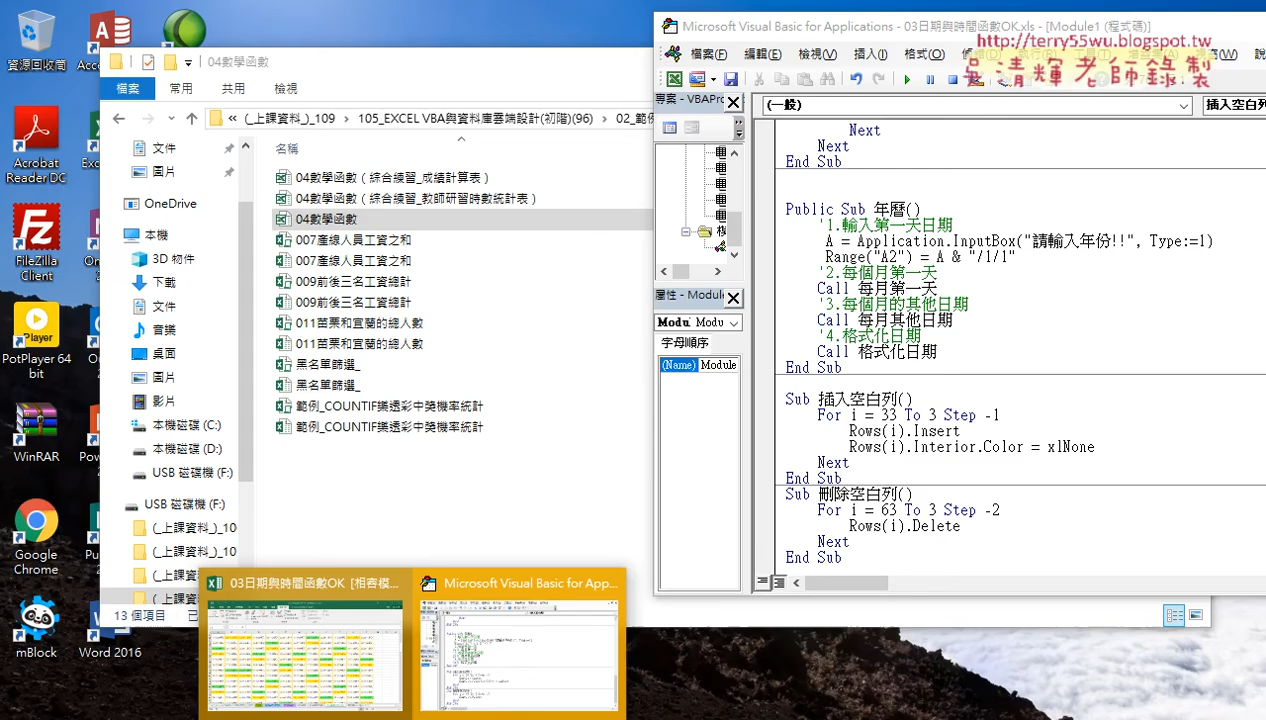 資源回收筒
Acrobat
Reader DC
FileZilla
Client
PotPlayer 64
bit
WinRAR
Google
Chrome
mBlock
Word 2016
04數學函數
檔案
常用
共用
檢視
« (_上課資料_)_109 › 105_EXCEL VBA與資料庫雲端設計(初階)(96) ›
文件
圖片
OneDrive
本機
3D 物件
下載
文件
音樂
桌面
圖片
影片
本機磁碟 (C:)
本機磁碟 (D:)
USB 磁碟機 (F:)
USB 磁碟機 (F:)
(_上課資料_)_10
(_上課資料_)_10
13 個項目
名稱
04數學函數（綜合練習_成績計算表）
04數學函數（綜合練習_教師研習時數統計表）
04數學函數
007產線人員工資之和
007產線人員工資之和
009前後三名工資總計
009前後三名工資總計
011苗栗和宜蘭的總人數
011苗栗和宜蘭的總人數
黑名單篩選_
黑名單篩選_
範例_COUNTIF樂透彩中獎機率統計
範例_COUNTIF樂透彩中獎機率統計
03日期與時間函數OK [相容模...
Microsoft Visual Basic for App...
Microsoft Visual Basic for Applications - 03日期與時間函數OK.xls - [Module1 (程式碼)]
http://terry55wu.blogspot.tw
吳清輝老師錄製
檔案(F)
編輯(E)
檢視(V)
插入(I)
格式(O)
專案 - VBAPro
屬性 - Modul
Modu Modu
字母順序
(Name) Module
(一般)
插入空白列
Next
Next
End Sub
Public Sub 年曆()
'1.輸入第一天日期
A = Application.InputBox("請輸入年份!!", Type:=1)
Range("A2") = A & "/1/1"
'2.每個月第一天
Call 每月第一天
'3.每個月的其他日期
Call 每月其他日期
'4.格式化日期
Call 格式化日期
End Sub
Sub 插入空白列()
For i = 33 To 3 Step -1
Rows(i).Insert
Rows(i).Interior.Color = xlNone
Next
End Sub
Sub 刪除空白列()
For i = 63 To 3 Step -2
Rows(i).Delete
Next
End Sub